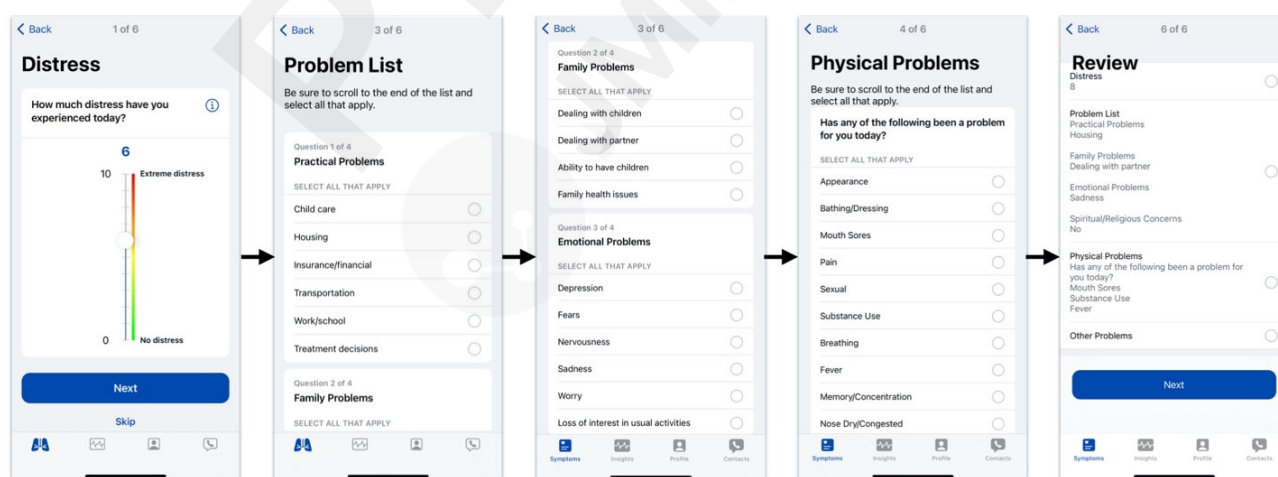 Back
1 of 6
Distress
How much distress have you
experienced today?
6
10
Extreme distress
0
No distress
Next
Skip
Back
3 of 6
Problem List
Be sure to scroll to the end of the list and
select all that apply.
Question 1 of 4
Practical Problems
SELECT ALL THAT APPLY
Child care
Housing
Insurance/financial
Transportation
Work/school
Treatment decisions
Question 2 of 4
Family Problems
SELECT ALL THAT APPLY
Back
3 of 6
Question 2 of 4
Family Problems
SELECT ALL THAT APPLY
Dealing with children
Dealing with partner
Ability to have children
Family health issues
Question 3 of 4
Emotional Problems
SELECT ALL THAT APPLY
Depression
Fears
Nervousness
Sadness
Worry
Loss of interest in usual activities
Symptoms
Insights
Profile
Contacts
Back
4 of 6
Physical Problems
Be sure to scroll to the end of the list and
select all that apply.
Has any of the following been a problem
for you today?
SELECT ALL THAT APPLY
Appearance
Bathing/Dressing
Mouth Sores
Pain
Sexual
Substance Use
Breathing
Fever
Memory/Concentration
Nose Dry/Congested
Symptoms
Insights
Profile
Contacts
Back
6 of 6
Review
Distress
8
Problem List
Practical Problems
Housing
Family Problems
Dealing with partner
Emotional Problems
Sadness
Spiritual/Religious Concerns
No
Physical Problems
Has any of the following been a problem for
you today?
Mouth Sores
Substance Use
Fever
Other Problems
Next
Symptoms
Insights
Profile
Contacts